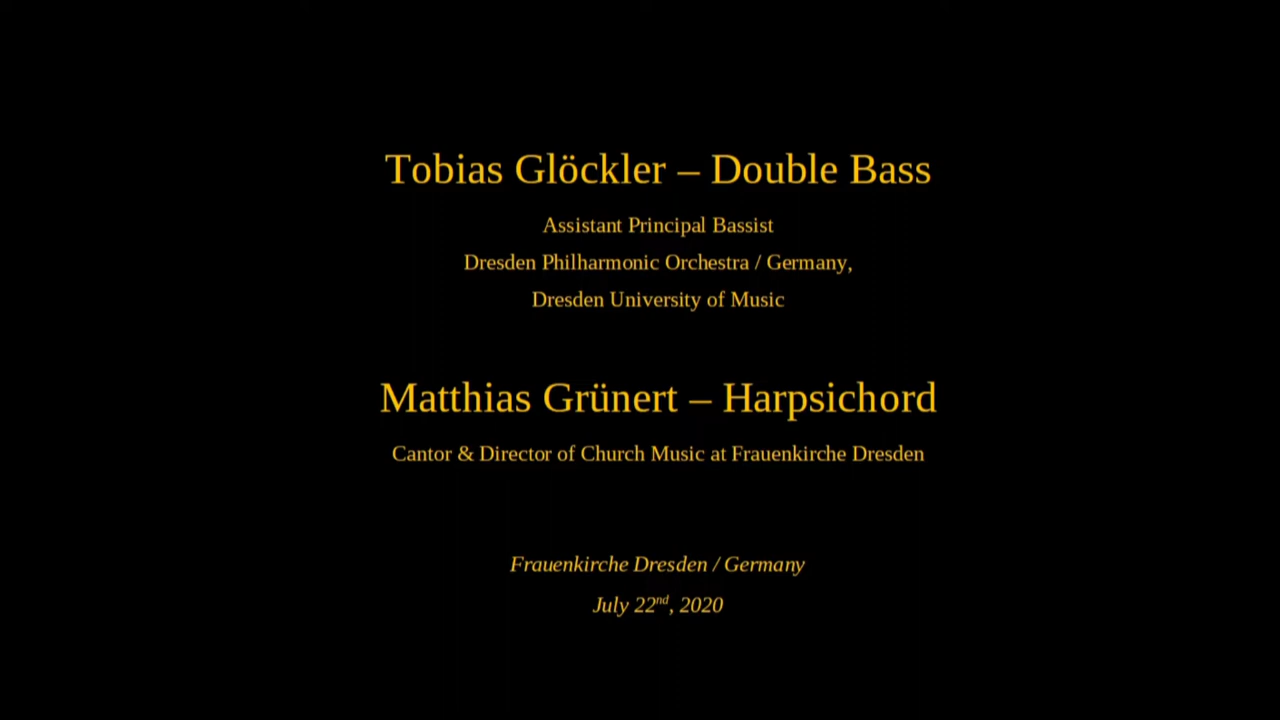 Tobias Glöckler – Double Bass
Assistant Principal Bassist
Dresden Philharmonic Orchestra / Germany,
Dresden University of Music
Matthias Grünert – Harpsichord
Cantor & Director of Church Music at Frauenkirche Dresden
Frauenkirche Dresden / Germany
July 22nd, 2020